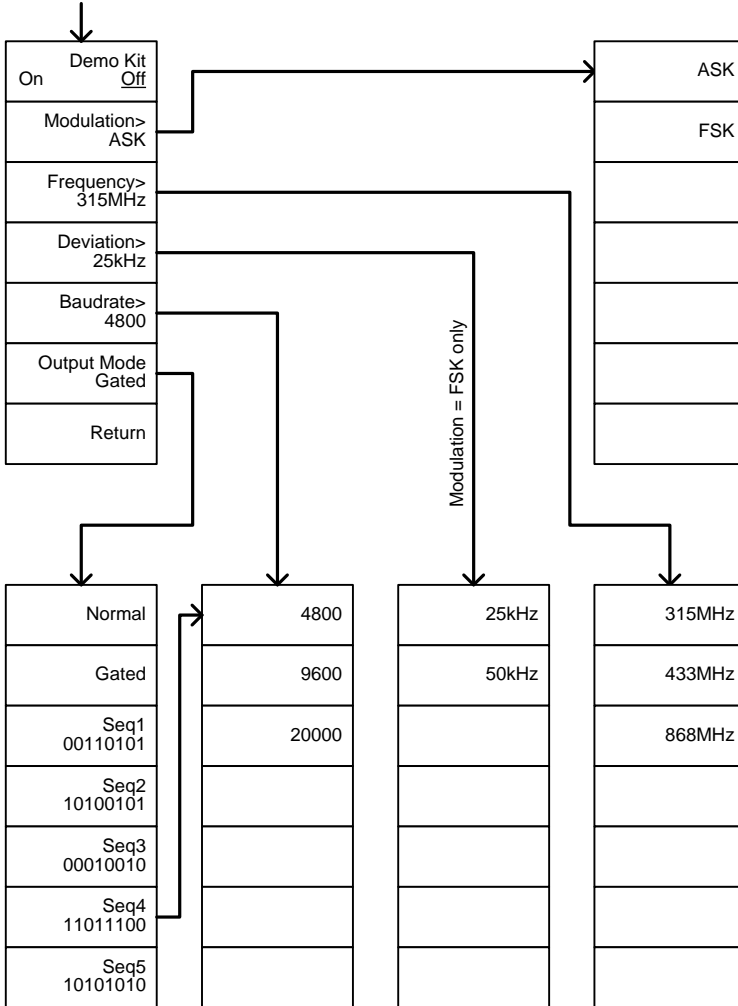 Demo Kit
On Off
Modulation>
ASK
Frequency>
315MHz
Deviation>
25kHz
Baudrate>
4800
Output Mode
Gated
Return
ASK
FSK
Modulation = FSK only
Normal
Gated
Seq1
00110101
Seq2
10100101
Seq3
00010010
Seq4
11011100
Seq5
10101010
4800
9600
20000
25kHz
50kHz
315MHz
433MHz
868MHz